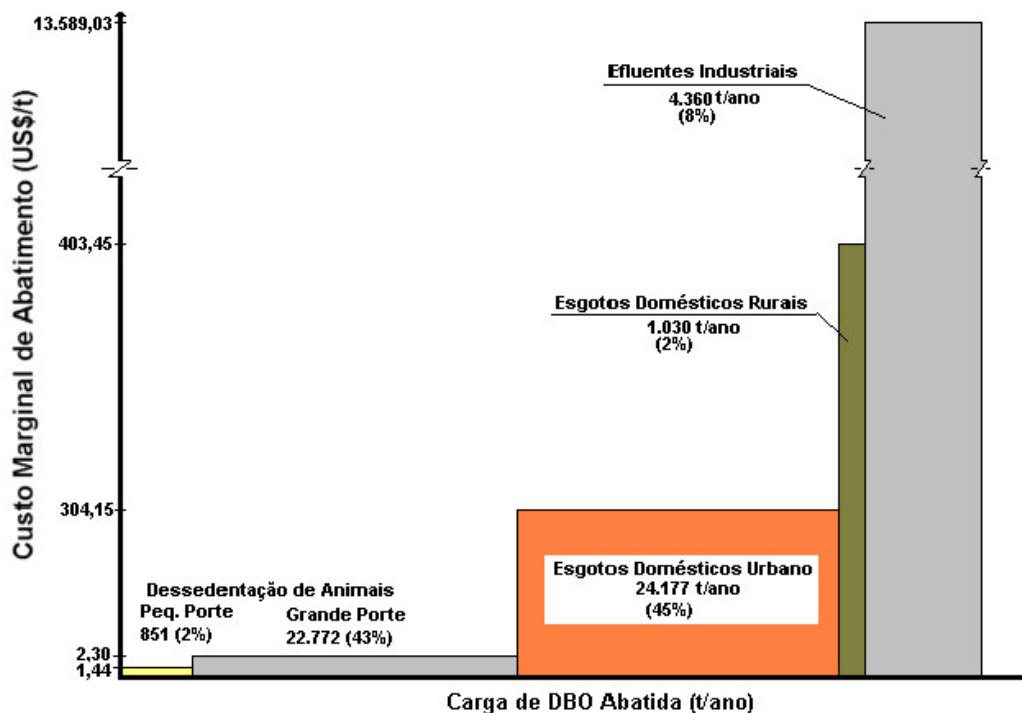 13.589,03
Efluentes Industriais
4.360 t/ano
(8%)
Custo Marginal de Abatimento (US$/t)
403,45
Esgotos Domésticos Rurais
1.030 t/ano
(2%)
304,15
Esgotos Domésticos Urbano
24.177 t/ano
(45%)
Dessedentação de Animais
Peq. Porte
851 (2%)
Grande Porte
22.772 (43%)
2,30
1,44
Carga de DBO Abatida (t/ano)